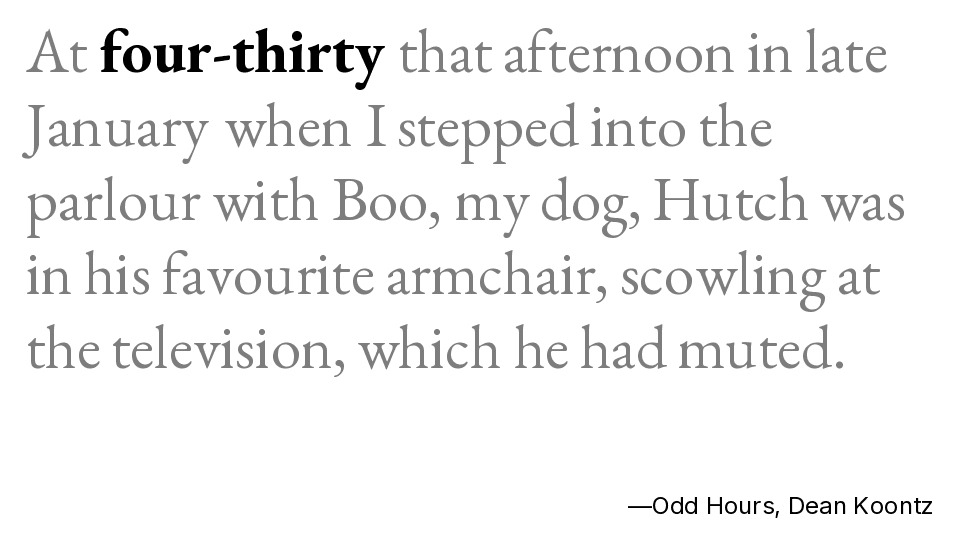 At four-thirty that afternoon in late
January when I stepped into the
parlour with Boo, my dog, Hutch was
in his favourite armchair, scowling at
the television, which he had muted.
—Odd Hours, Dean Koontz